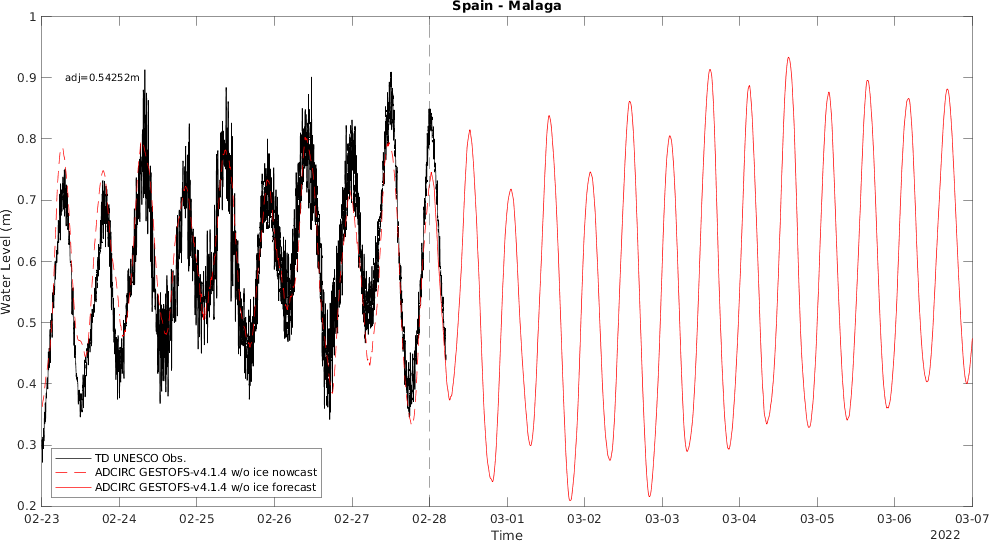 Spain - Malaga
1
0.9
0.8
0.7
0.6
0.5
0.4
0.3
0.2
Water Level (m)
adj=0.54252m
TD UNESCO Obs.
ADCIRC GESTOFS-v4.1.4 w/o ice nowcast
ADCIRC GESTOFS-v4.1.4 w/o ice forecast
02-23 02-24 02-25 02-26 02-27 02-28 03-01 03-02 03-03 03-04 03-05 03-06 03-07
Time
2022